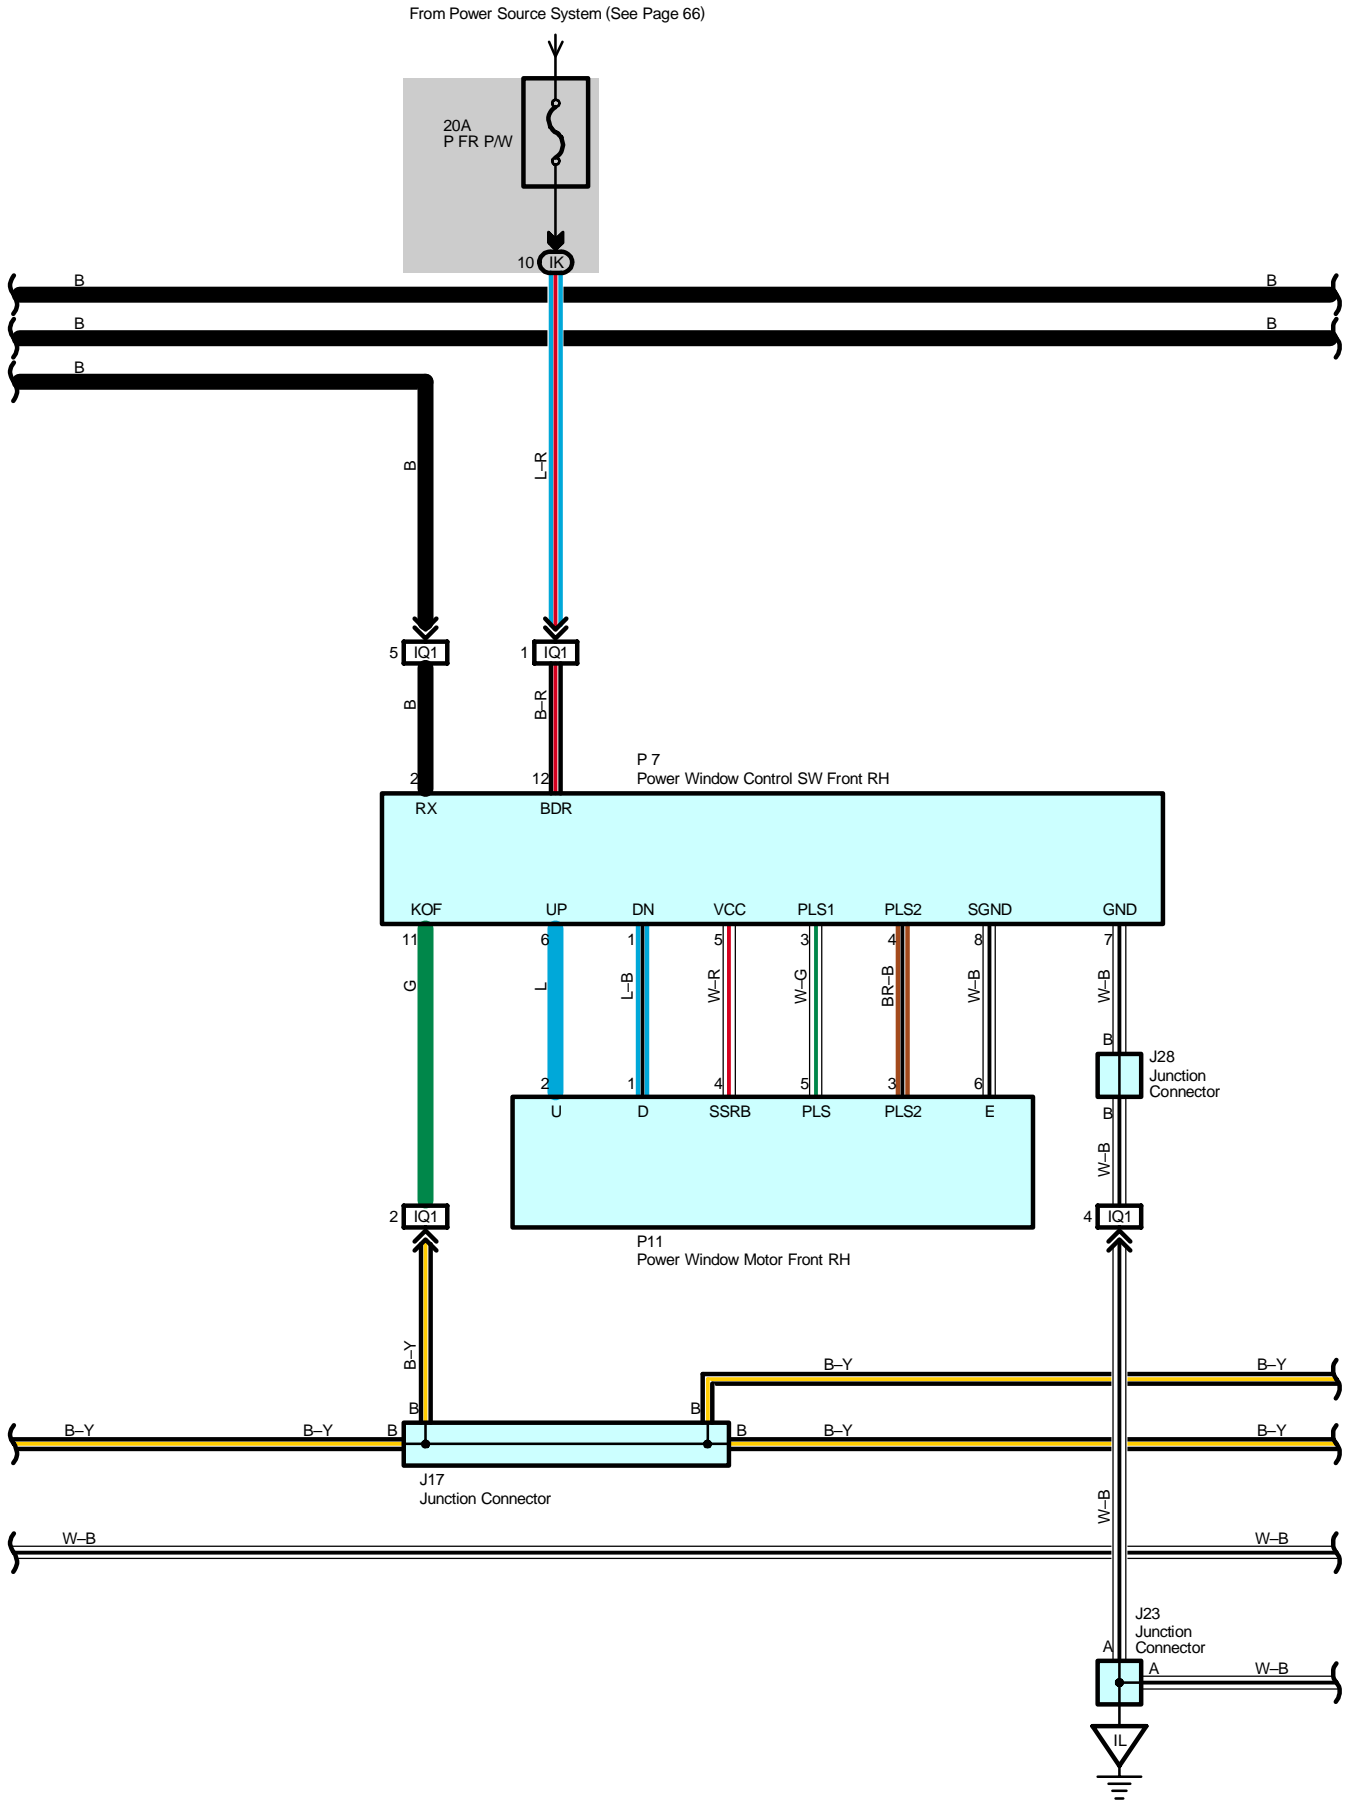 From Power Source System (See Page 66)
20A
P FR P/W
10 IK
B B
B B
B
B
L–R
5 IQ1
1 IQ1
B
B–R
P 7
Power Window Control SW Front RH
2 12
RX BDR
KOF UP DN VCC PLS1 PLS2 SGND GND
11 6 1 5 3 4 8 7
G L L–B W–R W–G BR–B W–B W–B
B
J28
Junction
Connector
B
2 1 4 5 3 6
U D SSRB PLS PLS2 E
W–B
2 IQ1
4 IQ1
P11
Power Window Motor Front RH
B–Y
B–Y B–Y
B B
B–Y B–Y B B B–Y B–Y
J17
Junction Connector
W–B
W–B W–B
J23
Junction
Connector
A
A W–B
IL